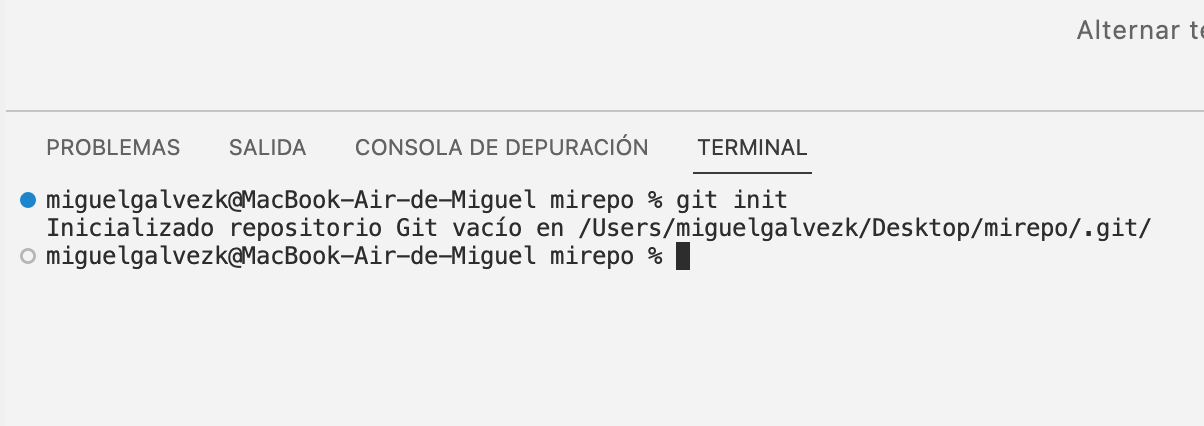 Alternar te
PROBLEMAS SALIDA CONSOLA DE DEPURACIÓN TERMINAL
miguelgalvezk@MacBook-Air-de-Miguel mirepo % git init
Inicializado repositorio Git vacío en /Users/miguelgalvezk/Desktop/mirepo/.git/
miguelgalvezk@MacBook-Air-de-Miguel mirepo %